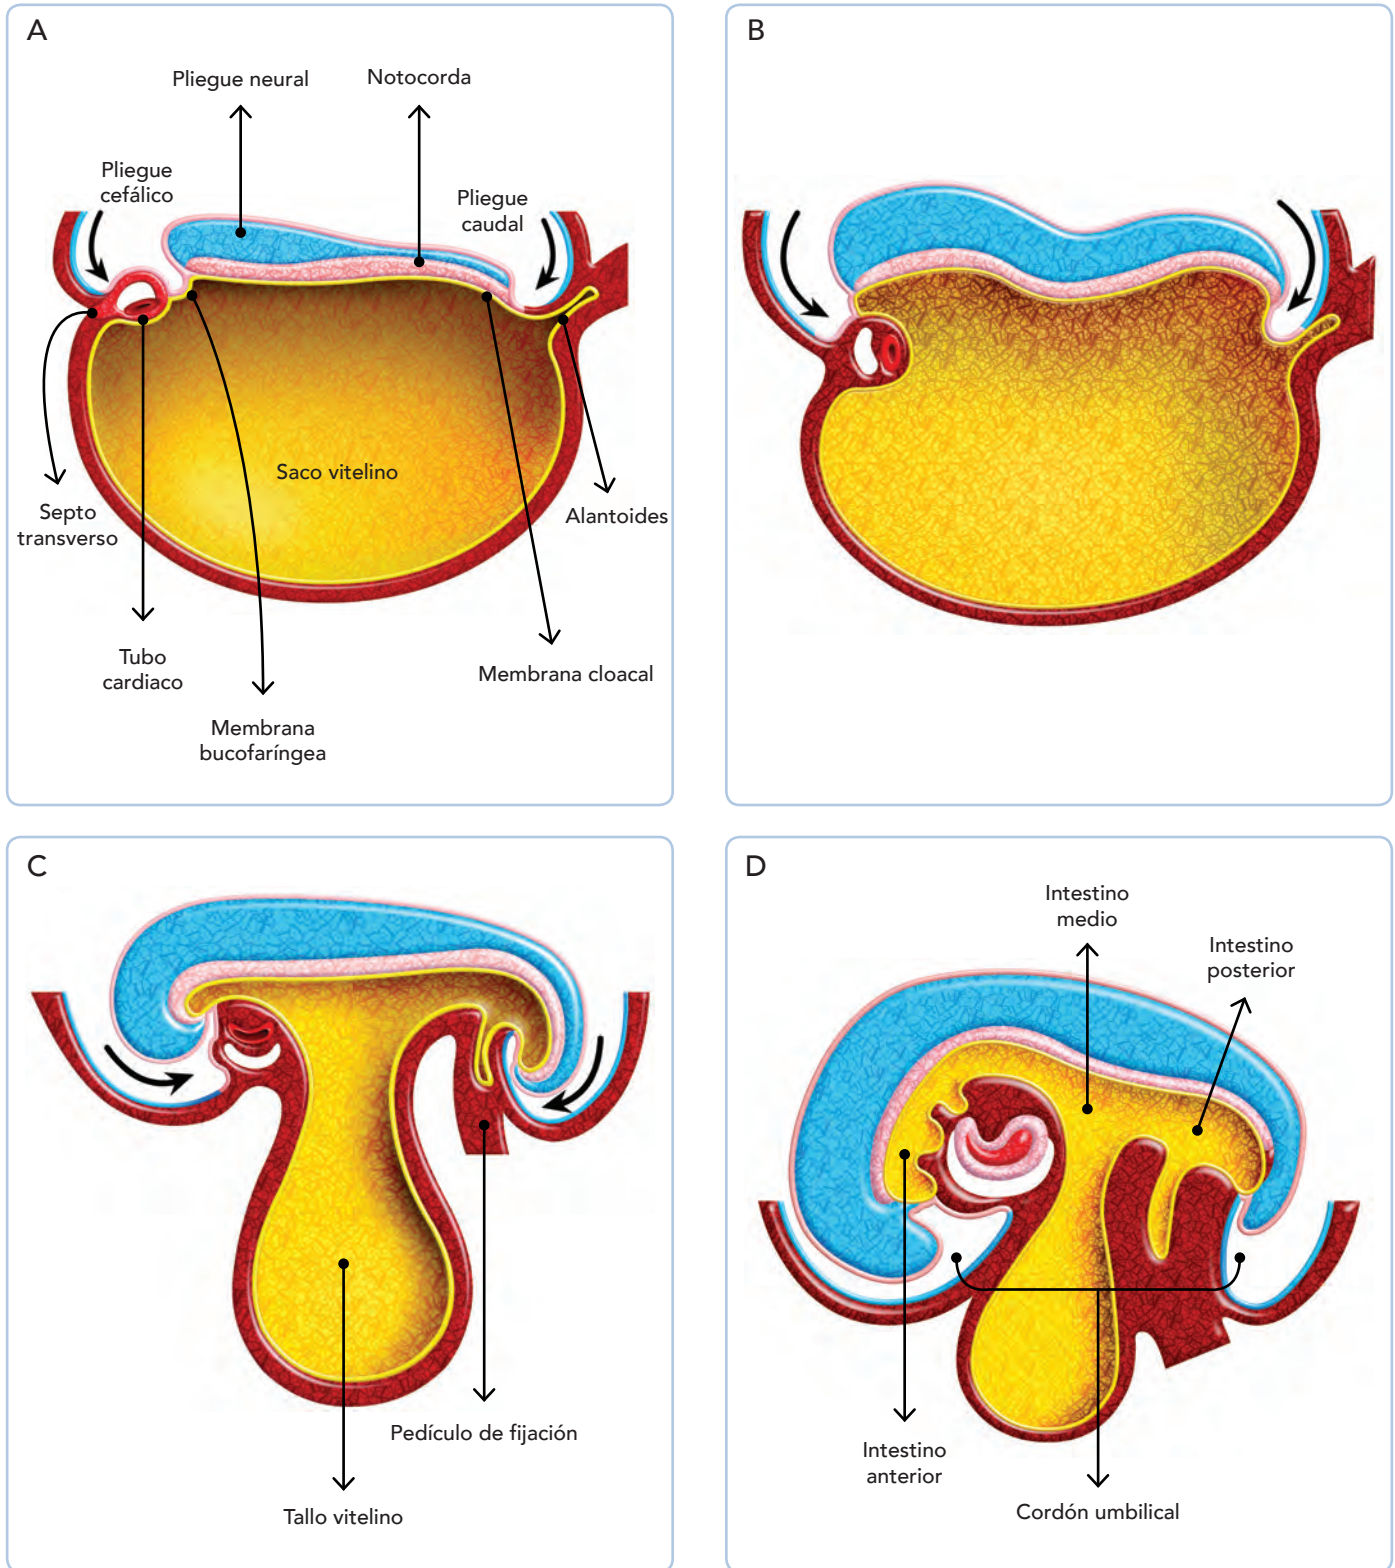 A
Pliegue neural
Notocorda
Pliegue
cefálico
Pliegue
caudal
Saco vitelino
Septo
transverso
Alantoides
Tubo
cardiaco
Membrana cloacal
Membrana
bucofaríngea
B
C
Pedículo de fijación
Tallo vitelino
D
Intestino
medio
Intestino
posterior
Intestino
anterior
Cordón umbilical